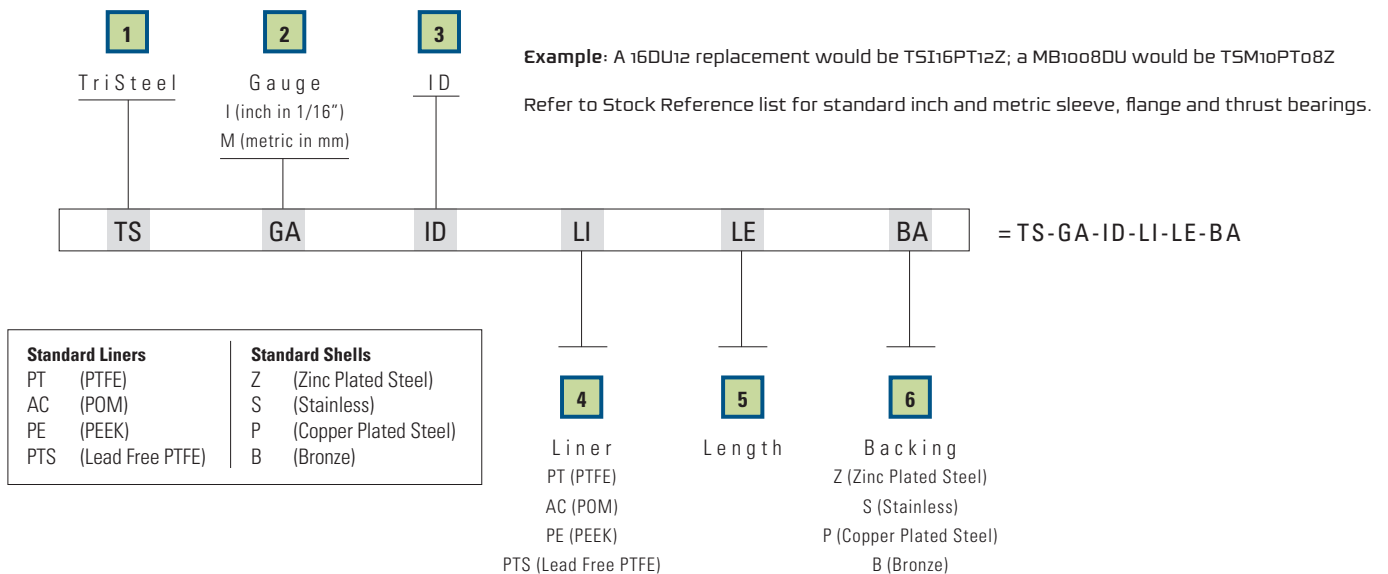 1
2
3
TriSteel
Gauge
ID
I (inch in 1/16")
M (metric in mm)
Example: A 16DU12 replacement would be TSI16PT12Z; a MB1008DU would be TSM10PT08Z
Refer to Stock Reference list for standard inch and metric sleeve, flange and thrust bearings.
TS GA ID LI LE BA = TS-GA-ID-LI-LE-BA
Standard Liners
PT (PTFE)
AC (POM)
PE (PEEK)
PTS (Lead Free PTFE)
Standard Shells
Z (Zinc Plated Steel)
S (Stainless)
P (Copper Plated Steel)
B (Bronze)
4
Liner
PT (PTFE)
AC (POM)
PE (PEEK)
PTS (Lead Free PTFE)
5
Length
6
Backing
Z (Zinc Plated Steel)
S (Stainless)
P (Copper Plated Steel)
B (Bronze)